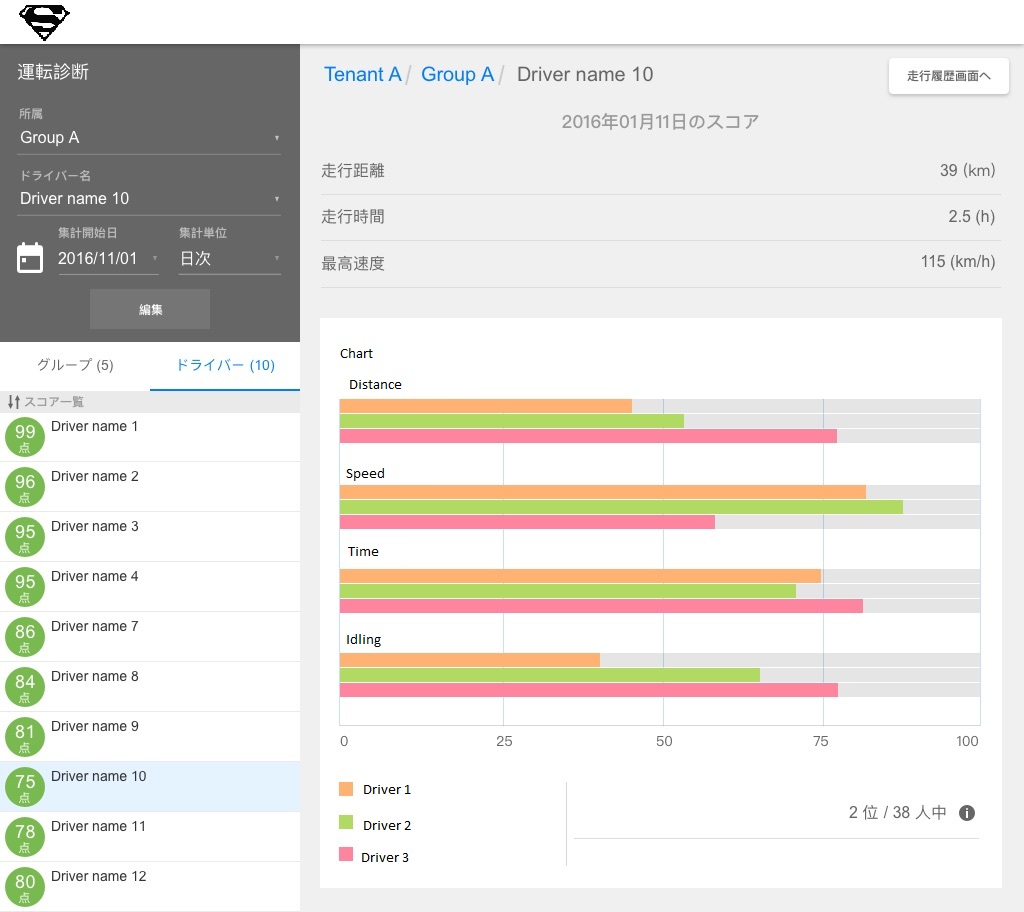 運転診断
所属
Group A
ドライバー名
Driver name 10
集計開始日 集計単位
2016/11/01 日次
編集
グループ (5) ドライバー (10)
スコア一覧
99 点 Driver name 1
96 点 Driver name 2
95 点 Driver name 3
95 点 Driver name 4
86 点 Driver name 7
84 点 Driver name 8
81 点 Driver name 9
75 点 Driver name 10
78 点 Driver name 11
80 点 Driver name 12
Tenant A / Group A / Driver name 10
走行履歴画面へ
2016年01月11日のスコア
走行距離 39 (km)
走行時間 2.5 (h)
最高速度 115 (km/h)
Chart
Distance
Speed
Time
Idling
0 25 50 75 100
Driver 1
Driver 2
Driver 3
2 位 / 38 人中